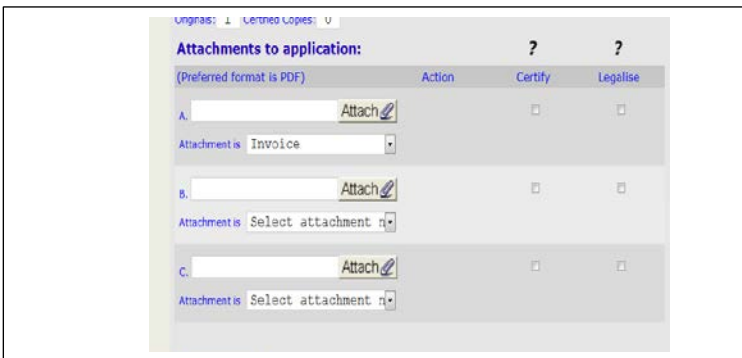 Originals: 1 Certified Copies: 0
Attachments to application: ? ?
(Preferred format is PDF) Action Certify Legalise
A. Attach
Attachment is Invoice
B. Attach
Attachment is Select attachment n
C. Attach
Attachment is Select attachment n